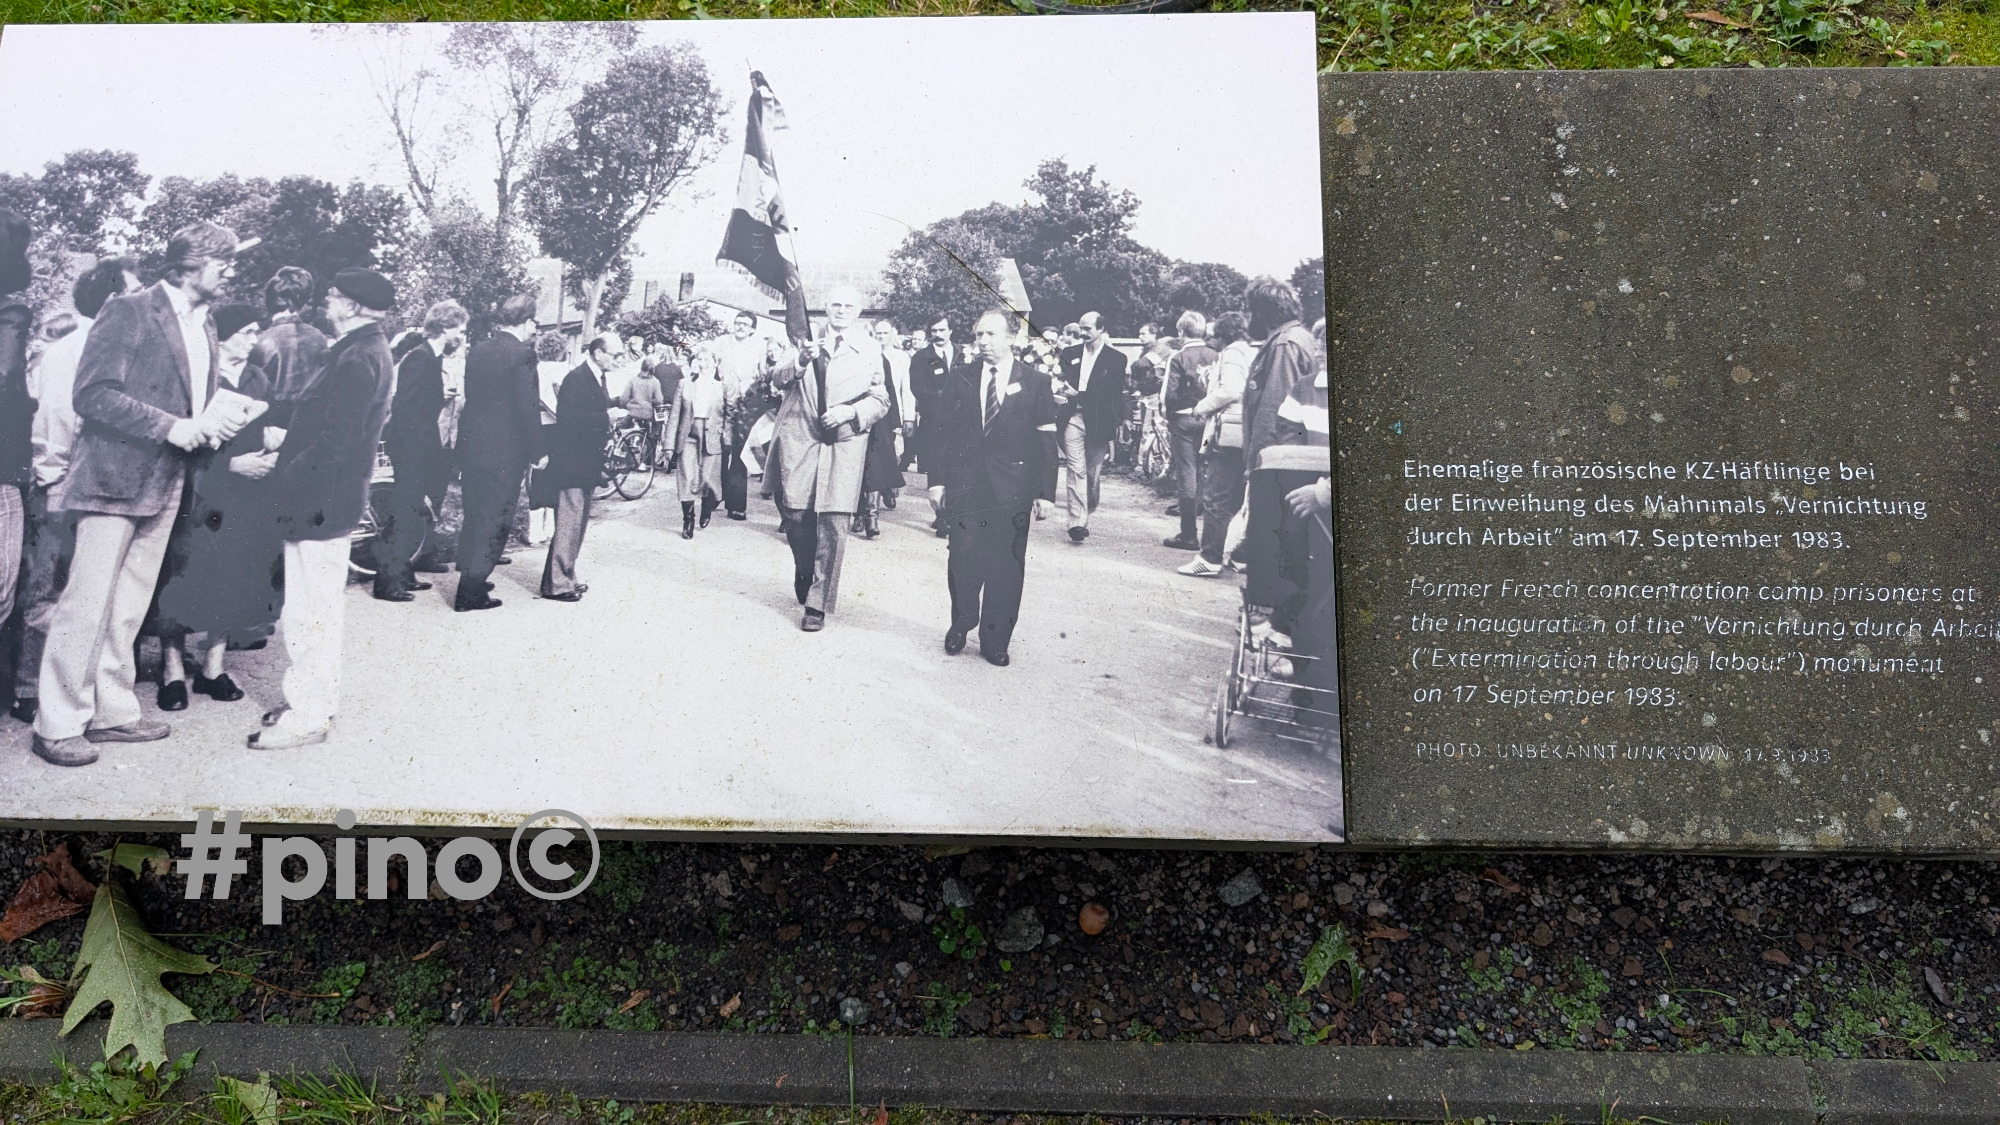 Ehemalige französische KZ-Häftlinge bei
der Einweihung des Mahnmals „Vernichtung
durch Arbeit“ am 17. September 1983.
Former French concentration camp prisoners at
the inauguration of the "Vernichtung durch Arbeit
("Extermination through labour") monument
on 17 September 1983.
PHOTO: UNBEKANNT UNKNOWN, 17.9.1983
#pino©